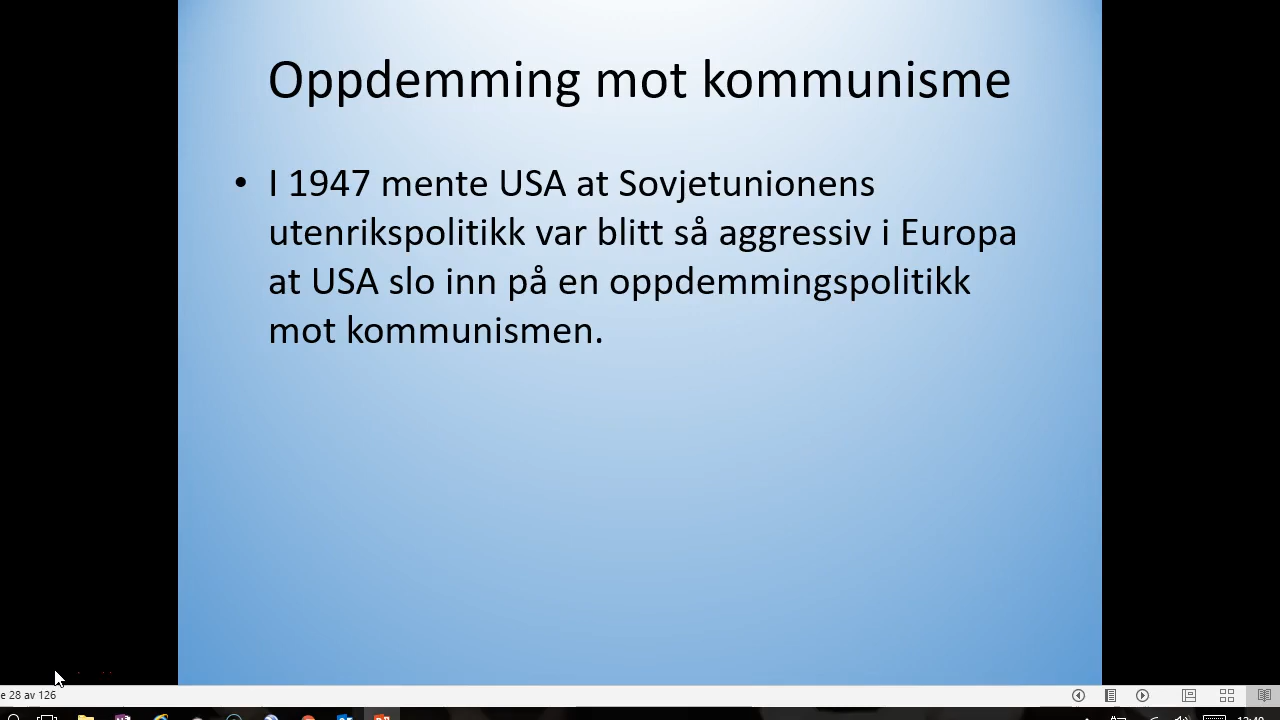 Oppdemming mot kommunisme
• I 1947 mente USA at Sovjetunionens
utenrikspolitikk var blitt så aggressiv i Europa
at USA slo inn på en oppdemmingspolitikk
mot kommunismen.
e 28 av 126